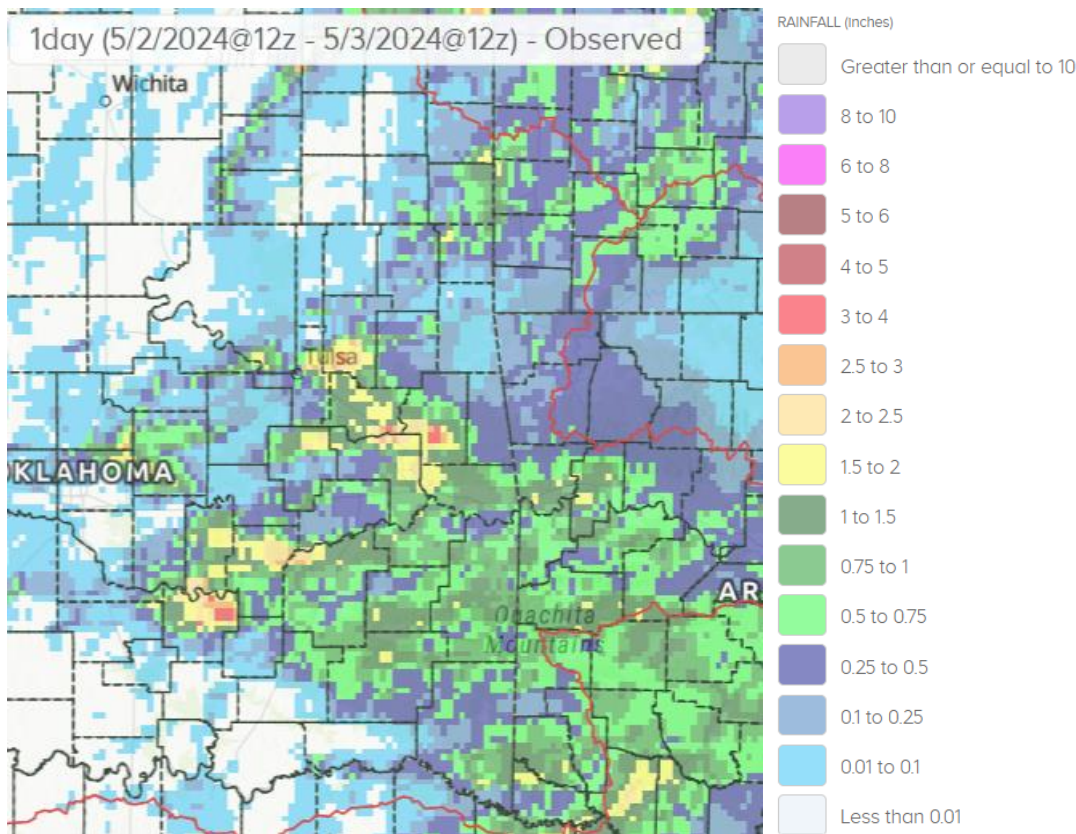 1day (5/2/2024@12z - 5/3/2024@12z) - Observed
Wichita
Tulsa
OKLAHOMA
Ouachita
Mountains
AR
RAINFALL (Inches)
Greater than or equal to 10
8 to 10
6 to 8
5 to 6
4 to 5
3 to 4
2.5 to 3
2 to 2.5
1.5 to 2
1 to 1.5
0.75 to 1
0.5 to 0.75
0.25 to 0.5
0.1 to 0.25
0.01 to 0.1
Less than 0.01